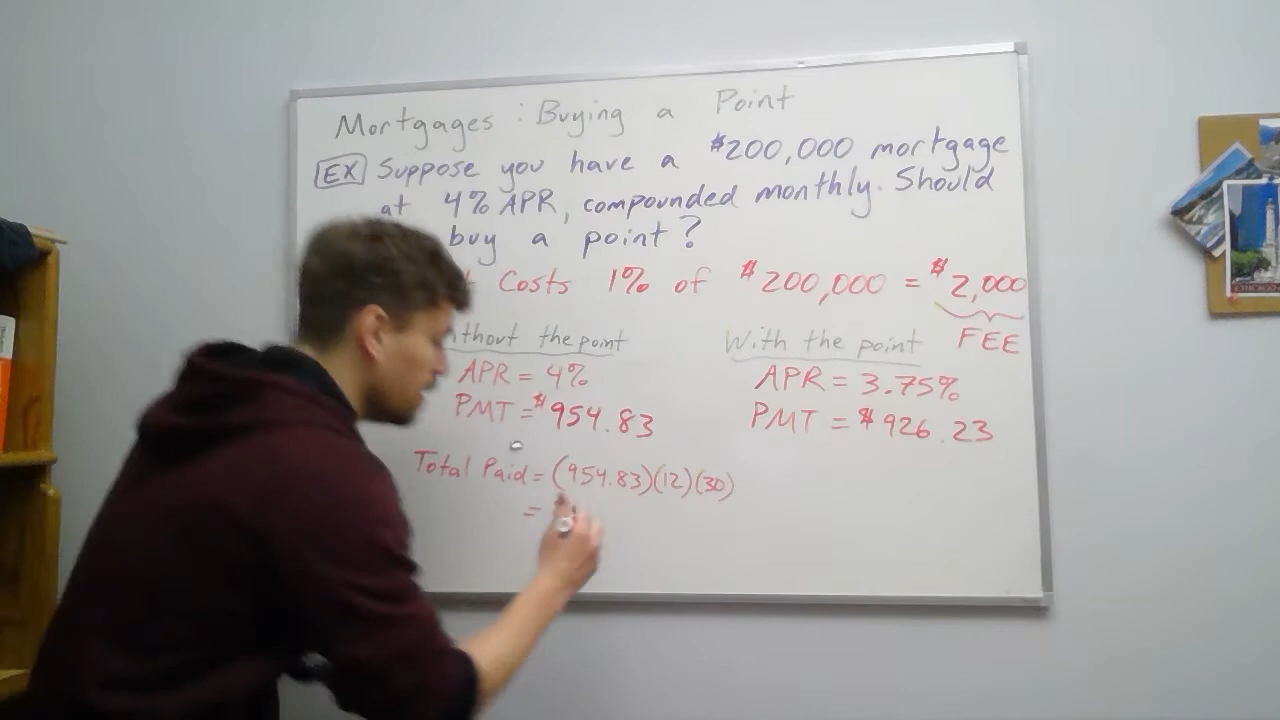 Mortgages : Buying a Point
EX Suppose you have a $200,000 mortgage
at 4% APR, compounded monthly. Should
buy a point?
Costs 1% of $200,000 = $2,000
FEE
thout the point
APR = 4%
PMT = $954.83
Total Paid = (954.83)(12)(30)
=
With the point
APR = 3.75%
PMT = $926.23
CHICAGO